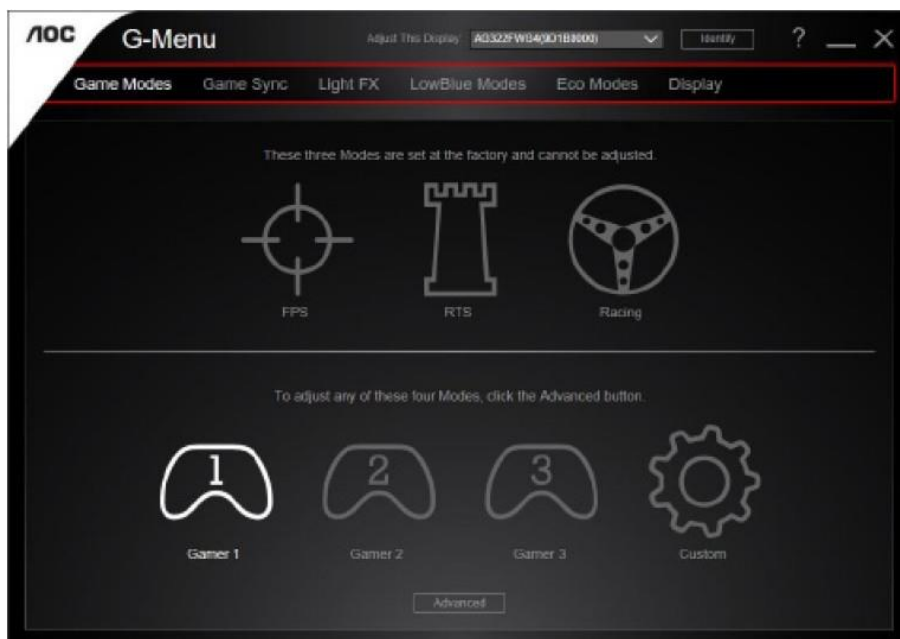 AOC G-Menu Adjust This Display: AG322FWG4(9D1B0000) Identify ?
Game Modes Game Sync Light FX LowBlue Modes Eco Modes Display
These three Modes are set at the factory and cannot be adjusted.
FPS RTS Racing
To adjust any of these four Modes, click the Advanced button.
1 2 3
Gamer 1 Gamer 2 Gamer 3 Custom
Advanced